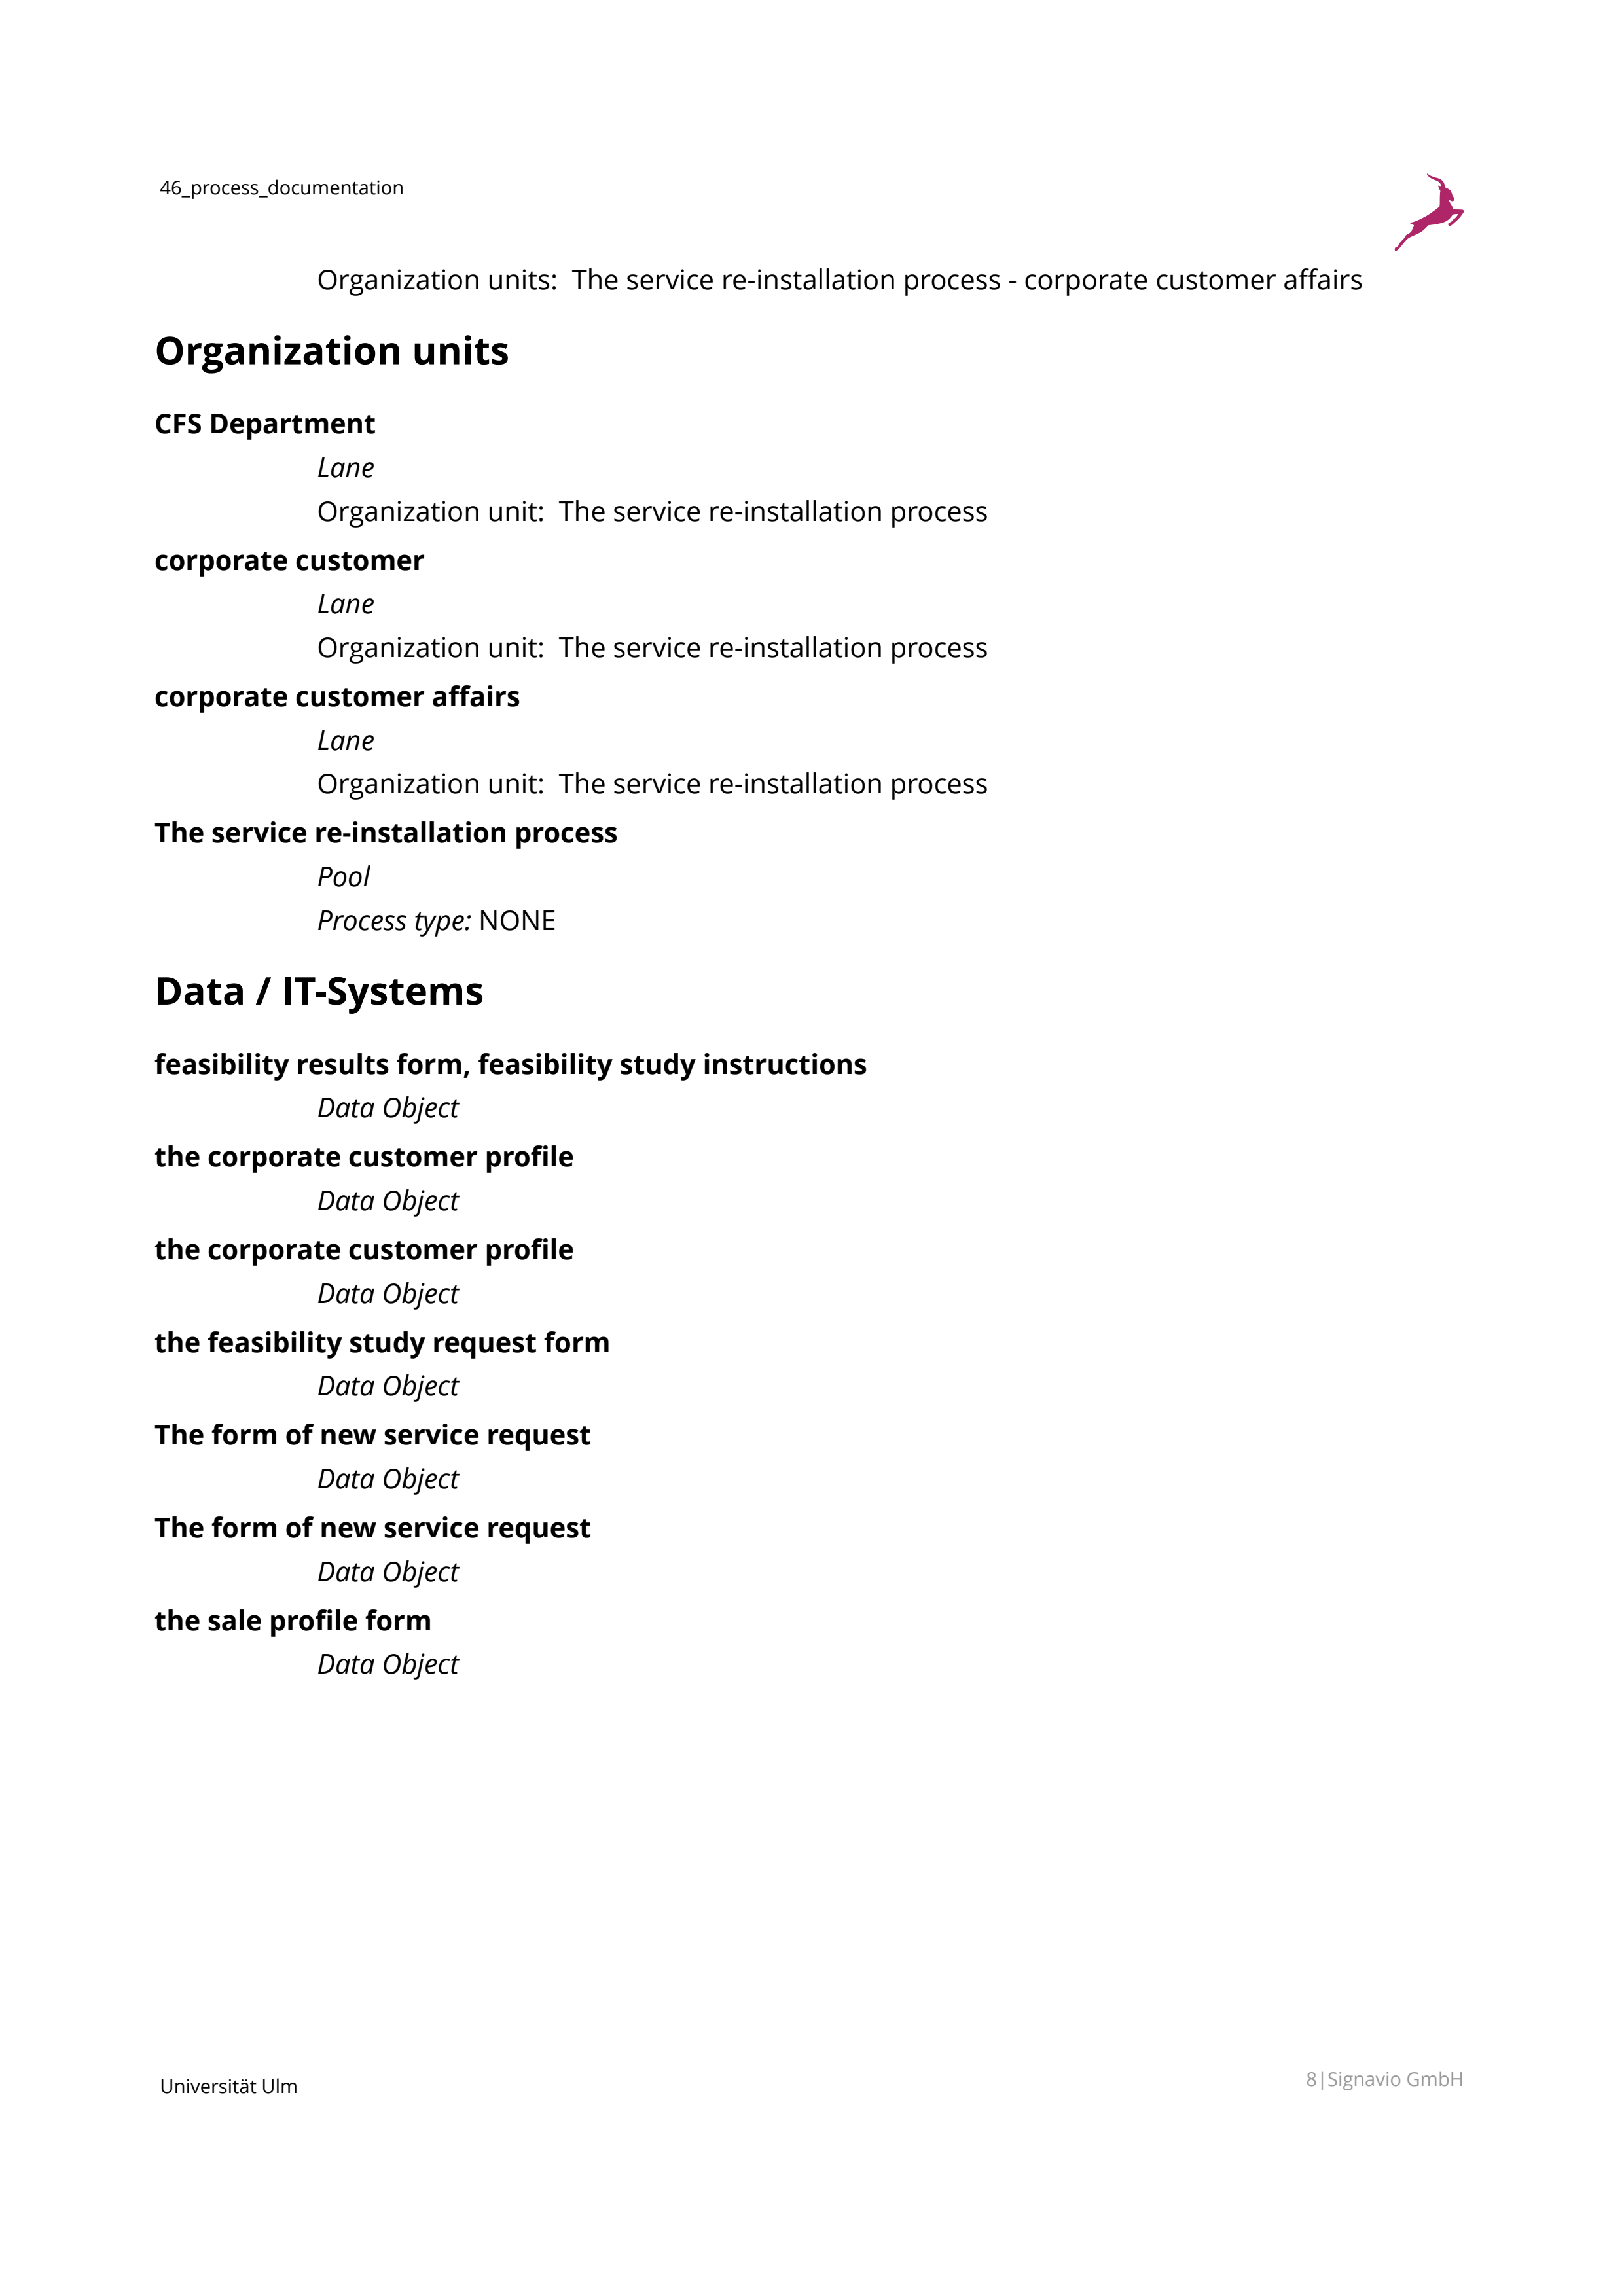 46_process_documentation
Organization units:  The service re-installation process - corporate customer affairs
Organization units
CFS Department
Lane
Organization unit:  The service re-installation process
corporate customer
Lane
Organization unit:  The service re-installation process
corporate customer affairs
Lane
Organization unit:  The service re-installation process
The service re-installation process
Pool
Process type: NONE
Data / IT-Systems
feasibility results form, feasibility study instructions
Data Object
the corporate customer profile
Data Object
the corporate customer profile
Data Object
the feasibility study request form
Data Object
The form of new service request
Data Object
The form of new service request
Data Object
the sale profile form
Data Object
Universität Ulm
8|Signavio GmbH